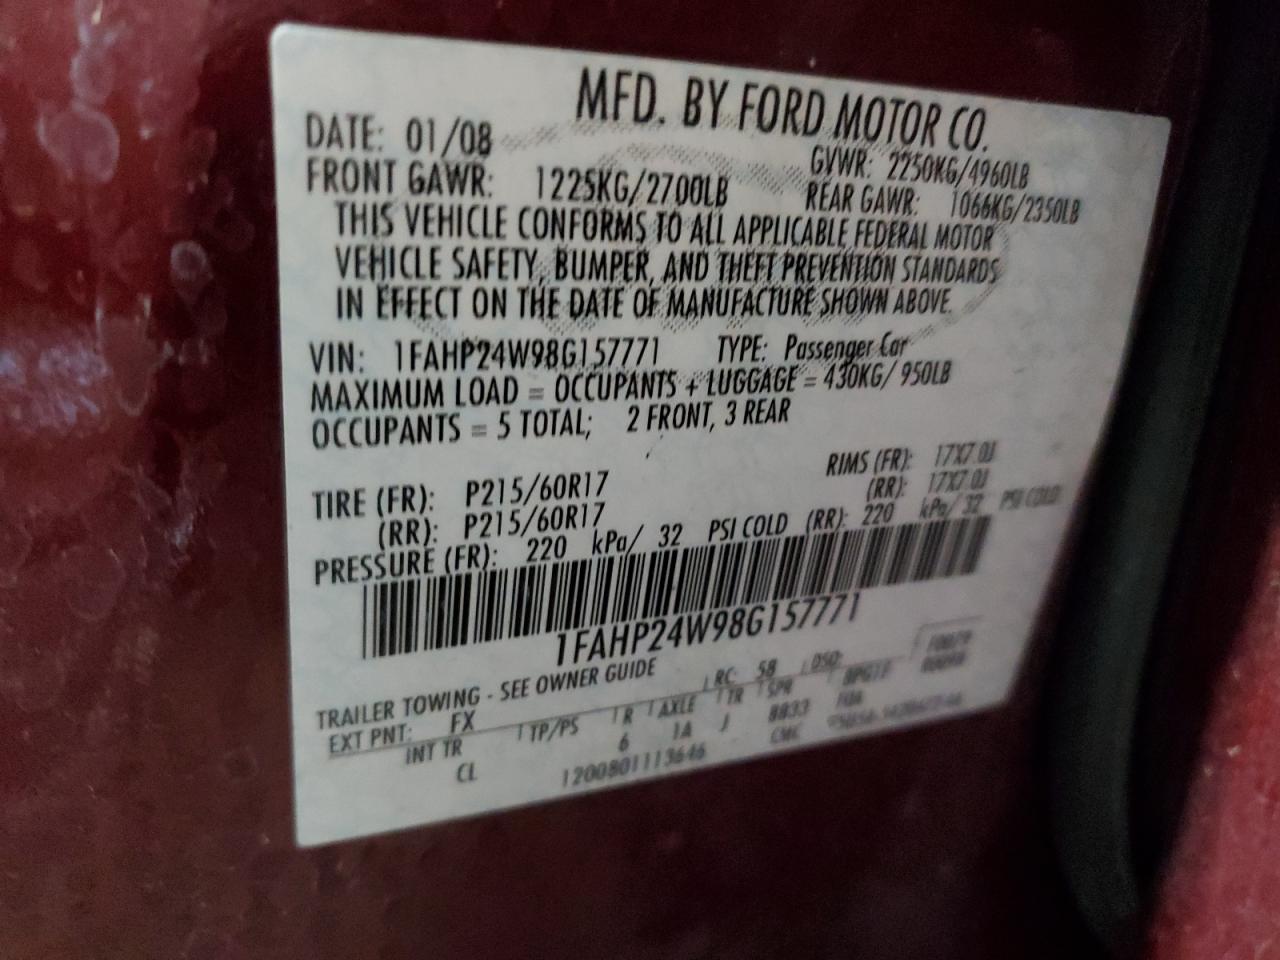 MFD. BY FORD MOTOR CO.
DATE: 01/08 GVWR: 2250KG/4960LB
FRONT GAWR: 1225KG/2700LB REAR GAWR: 1066KG/2350LB
THIS VEHICLE CONFORMS TO ALL APPLICABLE FEDERAL MOTOR
VEHICLE SAFETY, BUMPER, AND THEFT PREVENTION STANDARDS
IN EFFECT ON THE DATE OF MANUFACTURE SHOWN ABOVE.
VIN: 1FAHP24W98G157771 TYPE: Passenger Car
MAXIMUM LOAD = OCCUPANTS + LUGGAGE = 430KG/ 950LB
OCCUPANTS = 5 TOTAL; 2 FRONT, 3 REAR
TIRE (FR): P215/60R17 RIMS (FR): 17X7.0J
(RR): P215/60R17 (RR): 17X7.0J
PRESSURE (FR): 220 kPa/ 32 PSI COLD (RR): 220 kPa/ 32 PSI COLD
1FAHP24W98G157771
TRAILER TOWING - SEE OWNER GUIDE
EXT PNT: FX RC: 58 DSO:
INT TR TP/PS R AXLE TR SPR
CL 6 1A J 8833
1200801113646 CMC